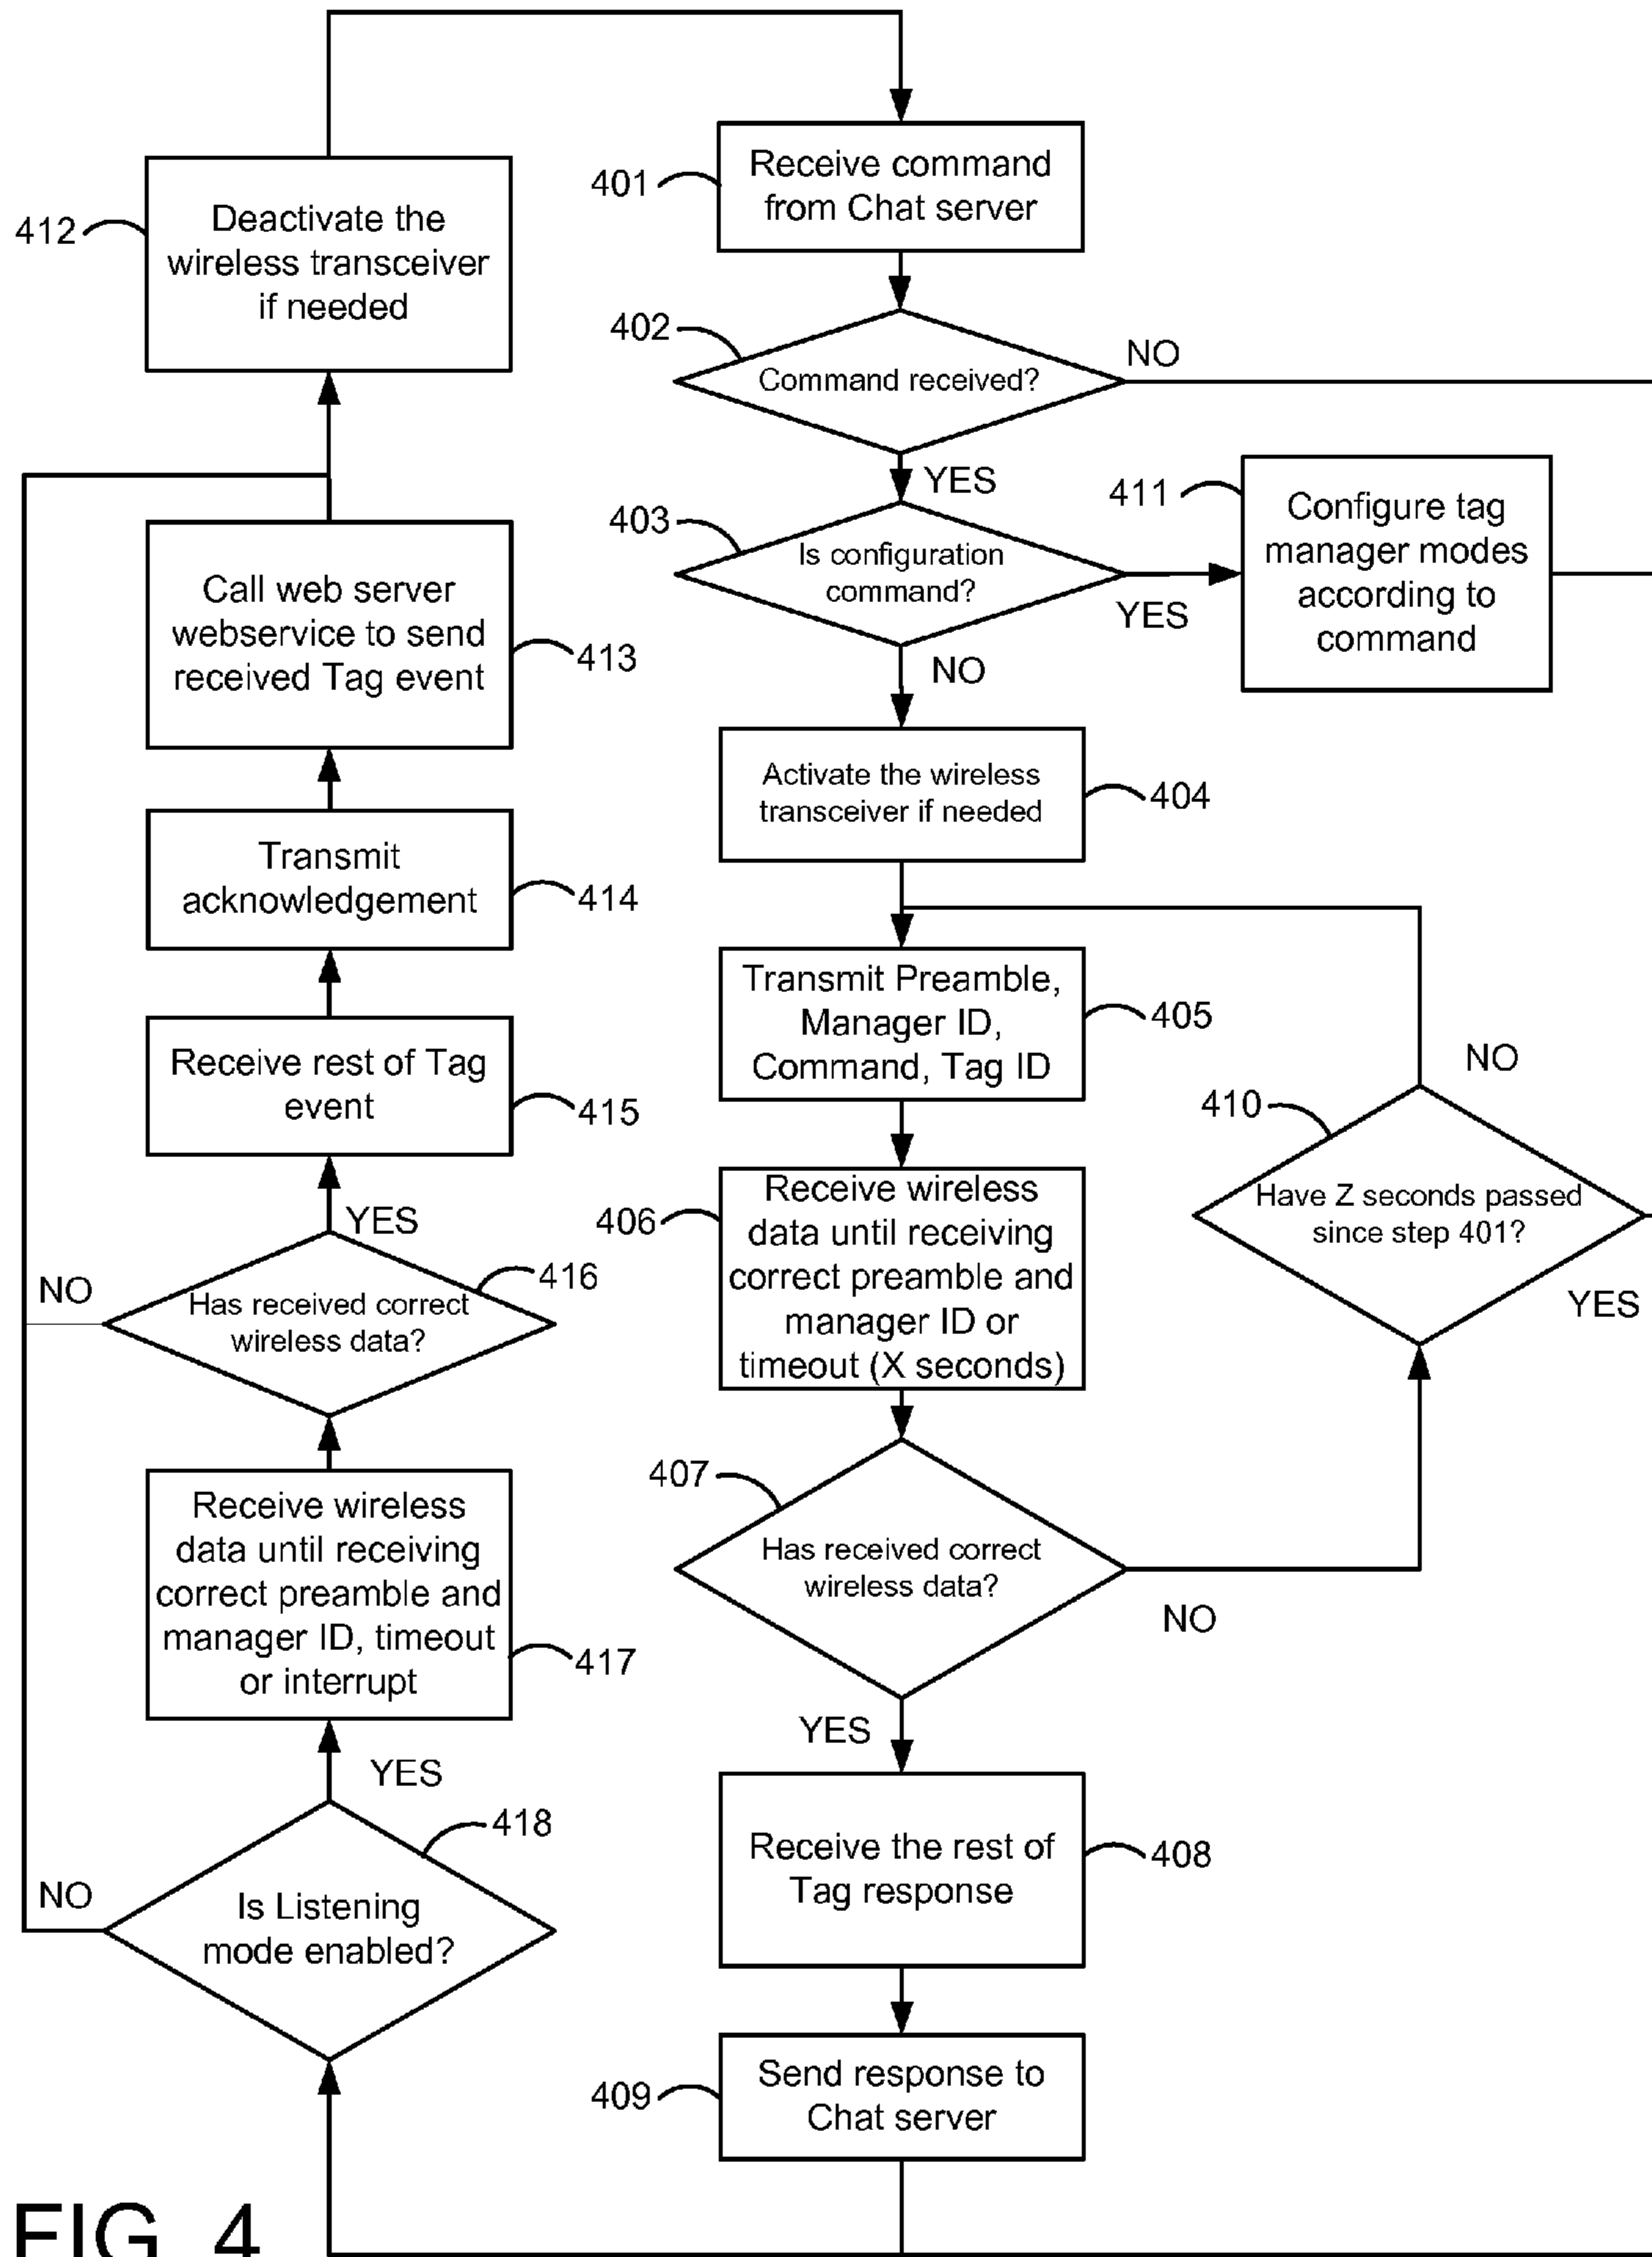 401
Receive command
from Chat server
402
Command received?
NO
YES
403
Is configuration
command?
YES
NO
411
Configure tag
manager modes
according to
command
Activate the wireless
transceiver if needed
404
Transmit Preamble,
Manager ID,
Command, Tag ID
405
406
Receive wireless
data until receiving
correct preamble and
manager ID or
timeout (X seconds)
407
Has received correct
wireless data?
NO
YES
410
Have Z seconds passed
since step 401?
NO
YES
Receive the rest of
Tag response
408
409
Send response to
Chat server
412
Deactivate the
wireless transceiver
if needed
Call web server
webservice to send
received Tag event
413
Transmit
acknowledgement
414
Receive rest of Tag
event
415
YES
416
NO
Has received correct
wireless data?
Receive wireless
data until receiving
correct preamble and
manager ID, timeout
or interrupt
417
YES
418
NO
Is Listening
mode enabled?
FIG. 4